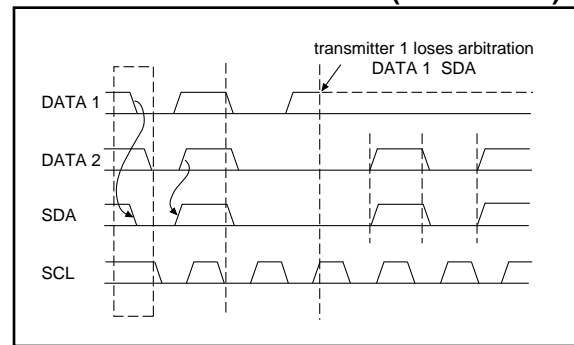 transmitter 1 loses arbitration
DATA 1 SDA
DATA 1
DATA 2
SDA
SCL